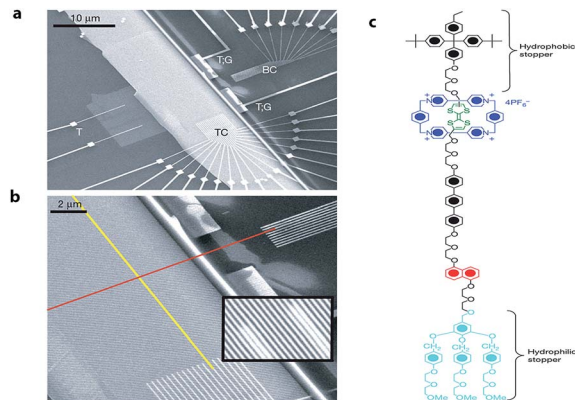 a
10 μm
T;G
BC
T;G
T
TC
b
2 μm
c
Hydrophobic
stopper
O
O
O
N
+
N
+
4PF6−
S S
S S
N
+
N
+
O
O
O
O
O
O
O
O
O
O
O
O O O
CH2 CH2 CH2
O O O
O O O
OMe OMe OMe
Hydrophilic
stopper